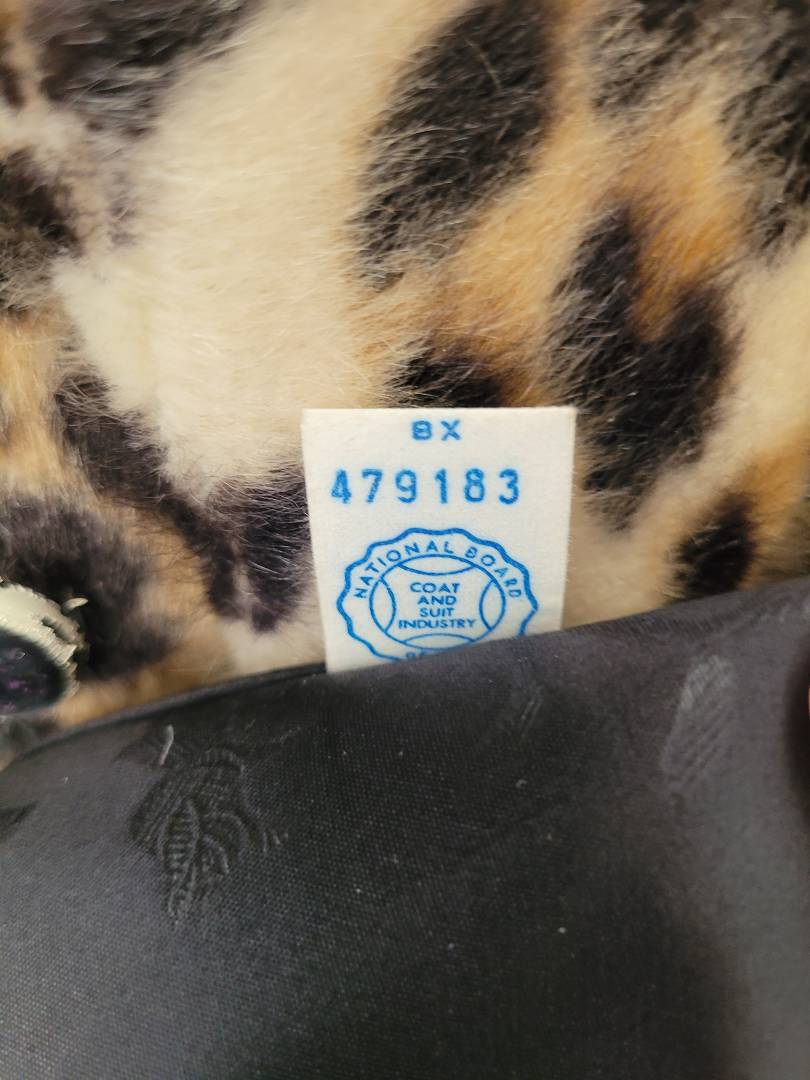 BX
479183
NATIONAL BOARD
COAT
AND
SUIT
INDUSTRY